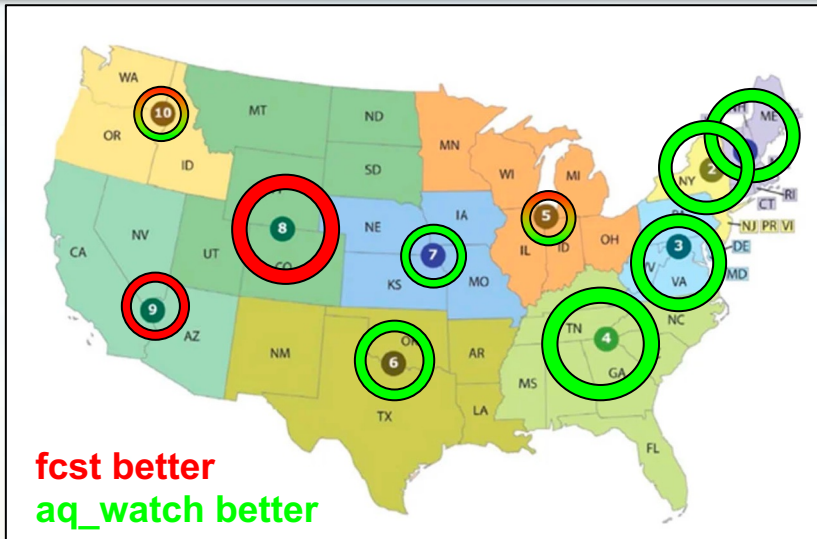 WA
MT
ND
ME
10
OR
MN
ID
SD
WI
MI
NY
2
RI
CT
NE
IA
5
NJ PR VI
NV
8
7
IL
ID
OH
3
DE
CA
UT
CO
KS
MO
VA
MD
9
AZ
NM
OK
6
AR
TN
4
NC
MS
GA
TX
LA
FL
fcst better
aq_watch better